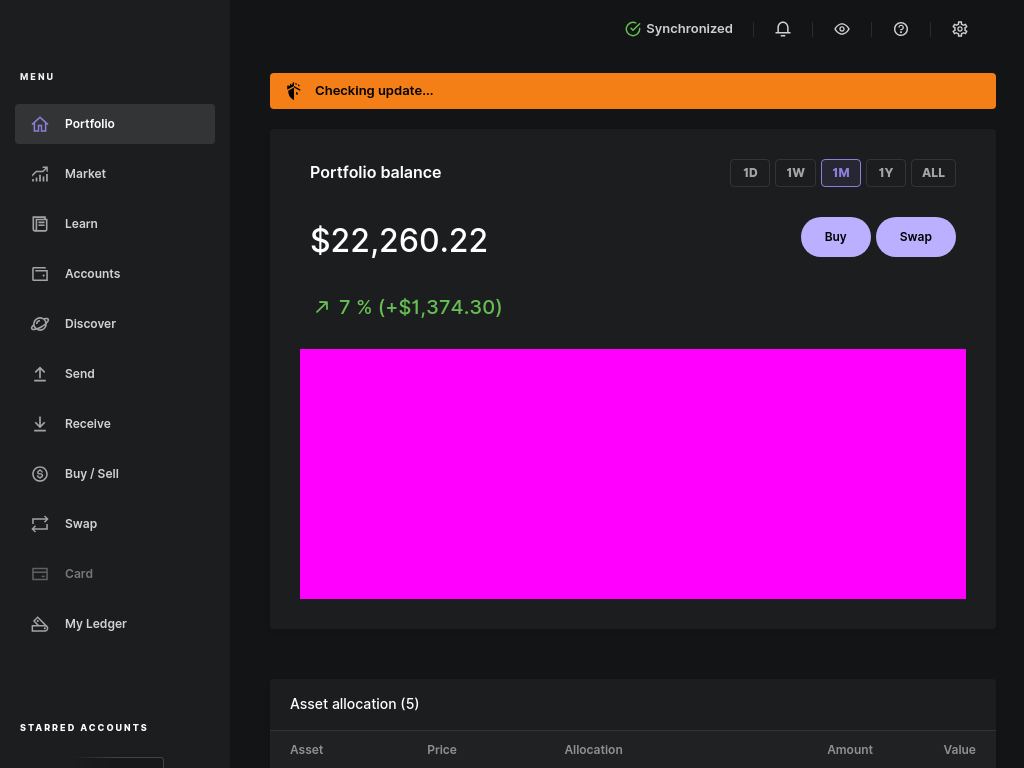 Synchronized
MENU
Portfolio
Market
Learn
Accounts
Discover
Send
Receive
Buy / Sell
Swap
Card
My Ledger
STARRED ACCOUNTS
Checking update...
Portfolio balance
1D 1W 1M 1Y ALL
$22,260.22
Buy Swap
7 % (+$1,374.30)
Asset allocation (5)
Asset Price Allocation Amount Value